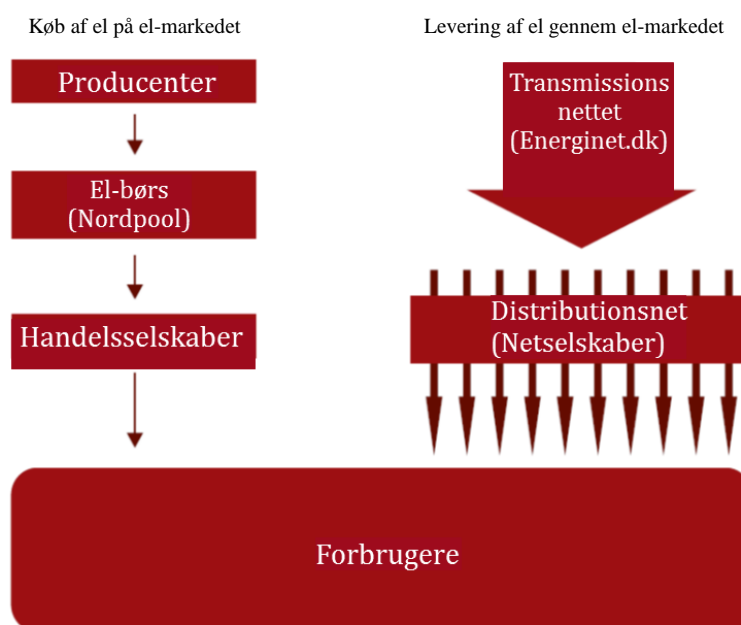 Køb af el på el-markedet
Producenter
El-børs
(Nordpool)
Handelsselskaber
Levering af el gennem el-markedet
Transmissions
nettet
(Energinet.dk)
Distributionsnet
(Netselskaber)
Forbrugere